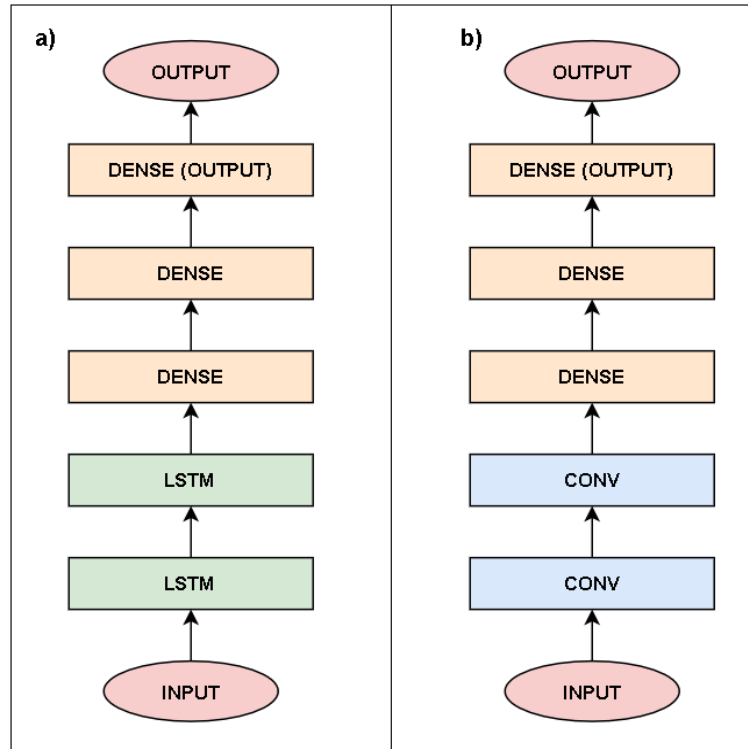 a)
OUTPUT
DENSE (OUTPUT)
DENSE
DENSE
LSTM
LSTM
INPUT
b)
OUTPUT
DENSE (OUTPUT)
DENSE
DENSE
CONV
CONV
INPUT